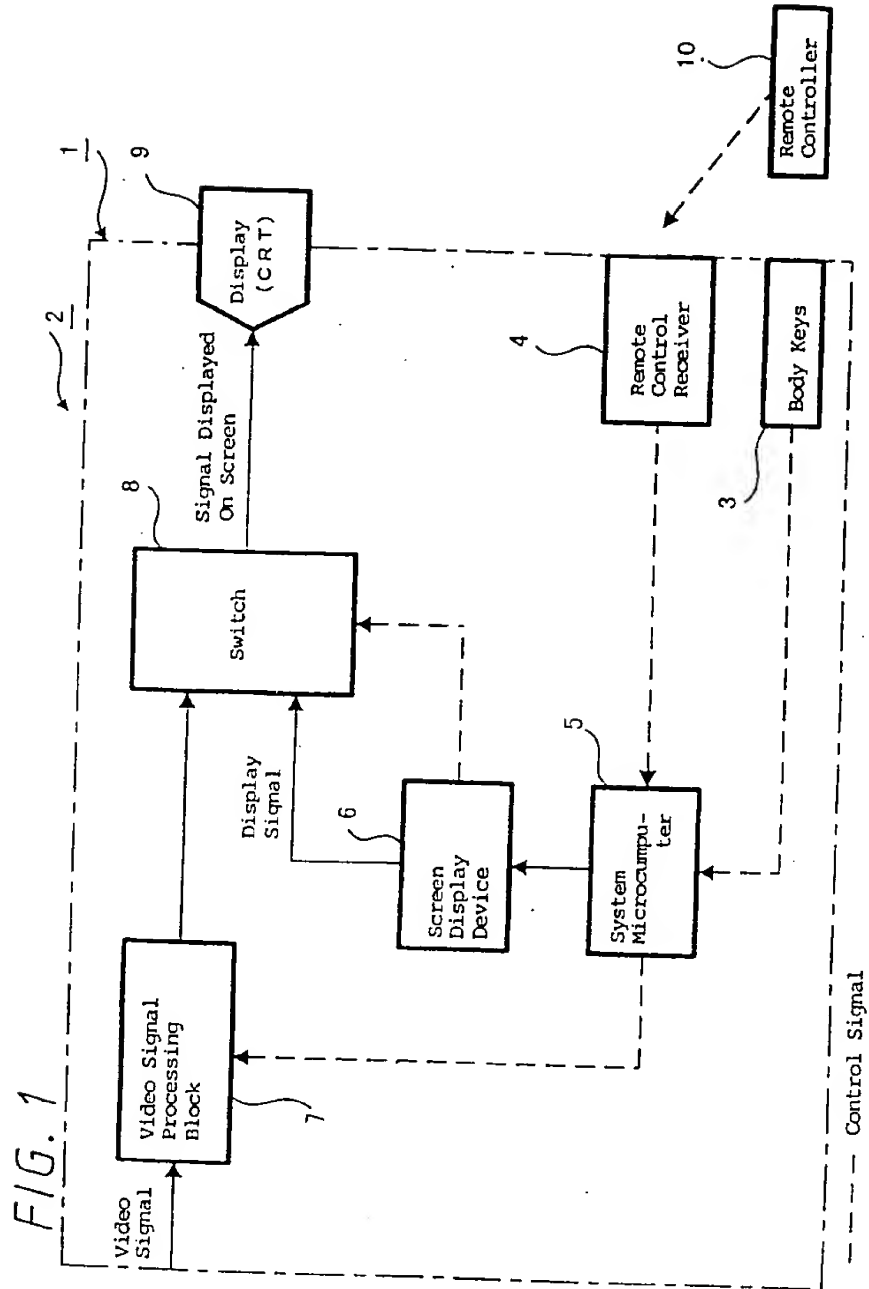 FIG. 1
Video
Signal
Video Signal
Processing
Block
7
Display
Signal
Switch
8
Signal Displayed
On Screen
Display
(CRT)
9
1
2
Screen
Display
Device
6
System
Microcumpu-
ter
5
Remote
Control
Receiver
4
Body Keys
3
Remote
Controller
10
Control Signal